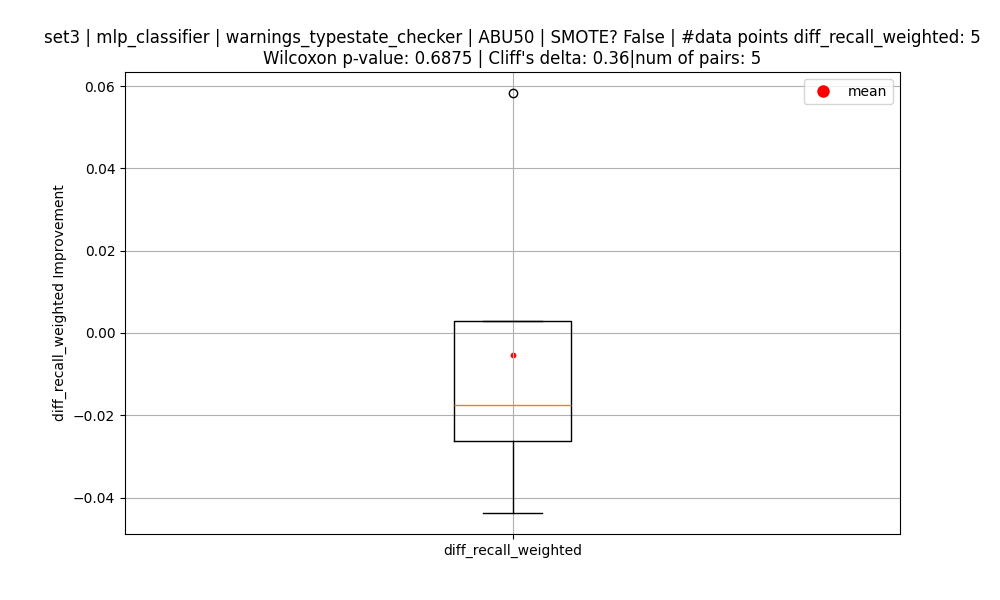 set3 | mlp_classifier | warnings_typestate_checker | ABU50 | SMOTE? False | #data points diff_recall_weighted: 5
Wilcoxon p-value: 0.6875 | Cliff's delta: 0.36|num of pairs: 5
mean
0.06
0.04
0.02
0.00
−0.02
−0.04
diff_recall_weighted Improvement
diff_recall_weighted